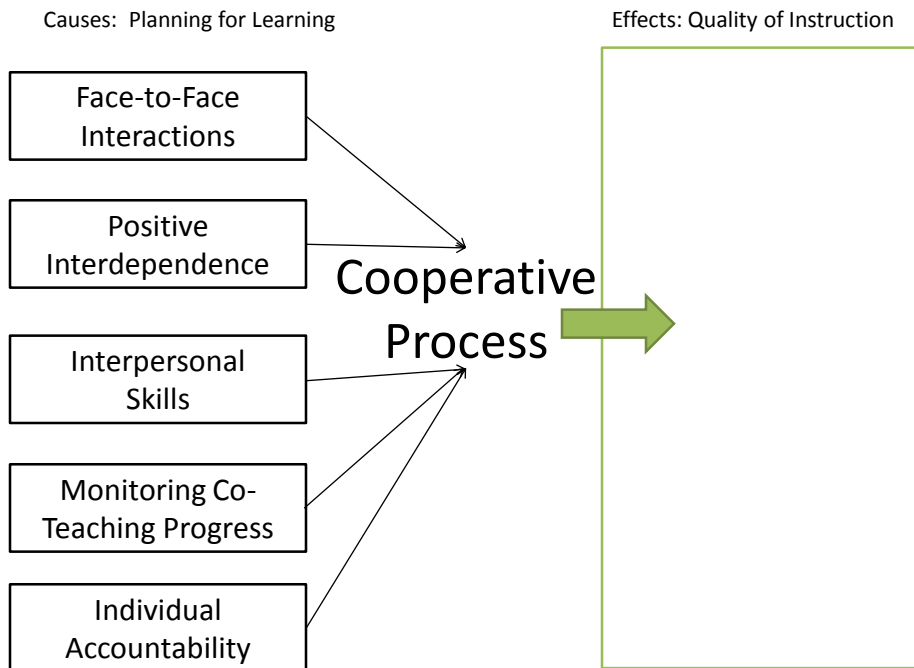 Causes:  Planning for Learning
Effects: Quality of Instruction
Face-to-Face
Interactions
Positive
Interdependence
Cooperative
Process
Interpersonal
Skills
Monitoring Co-
Teaching Progress
Individual
Accountability